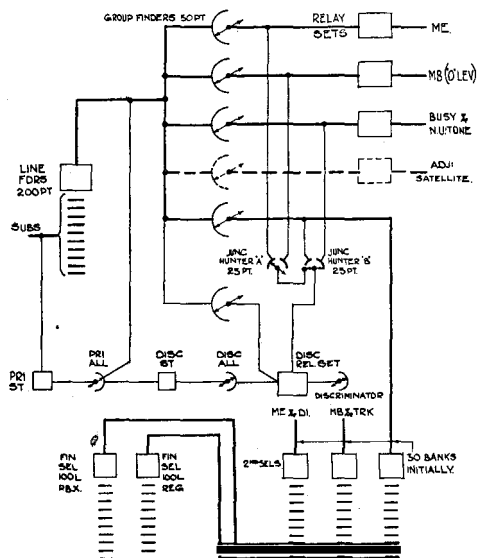 GROUP FINDERS 50PT
RELAY
SETS
ME.
MB ("O" LEV)
BUSY &
N.U. TONE
ADJ.
SATELLITE.
LINE
FDRS
200PT
SUBS
JUNC
HUNTER 'A'
25 PT.
JUNC
HUNTER 'B'
25 PT.
PRI
ST
PRI
ALL
DISC
ST
DISC
ALL
DISC
REL. SET
DISCRIMINATOR
ME & DI.
MB & TRK
FIN
SEL
100L
RBX.
FIN
SEL
100L
REG
2ND SELS
30 BANKS
INITIALLY.